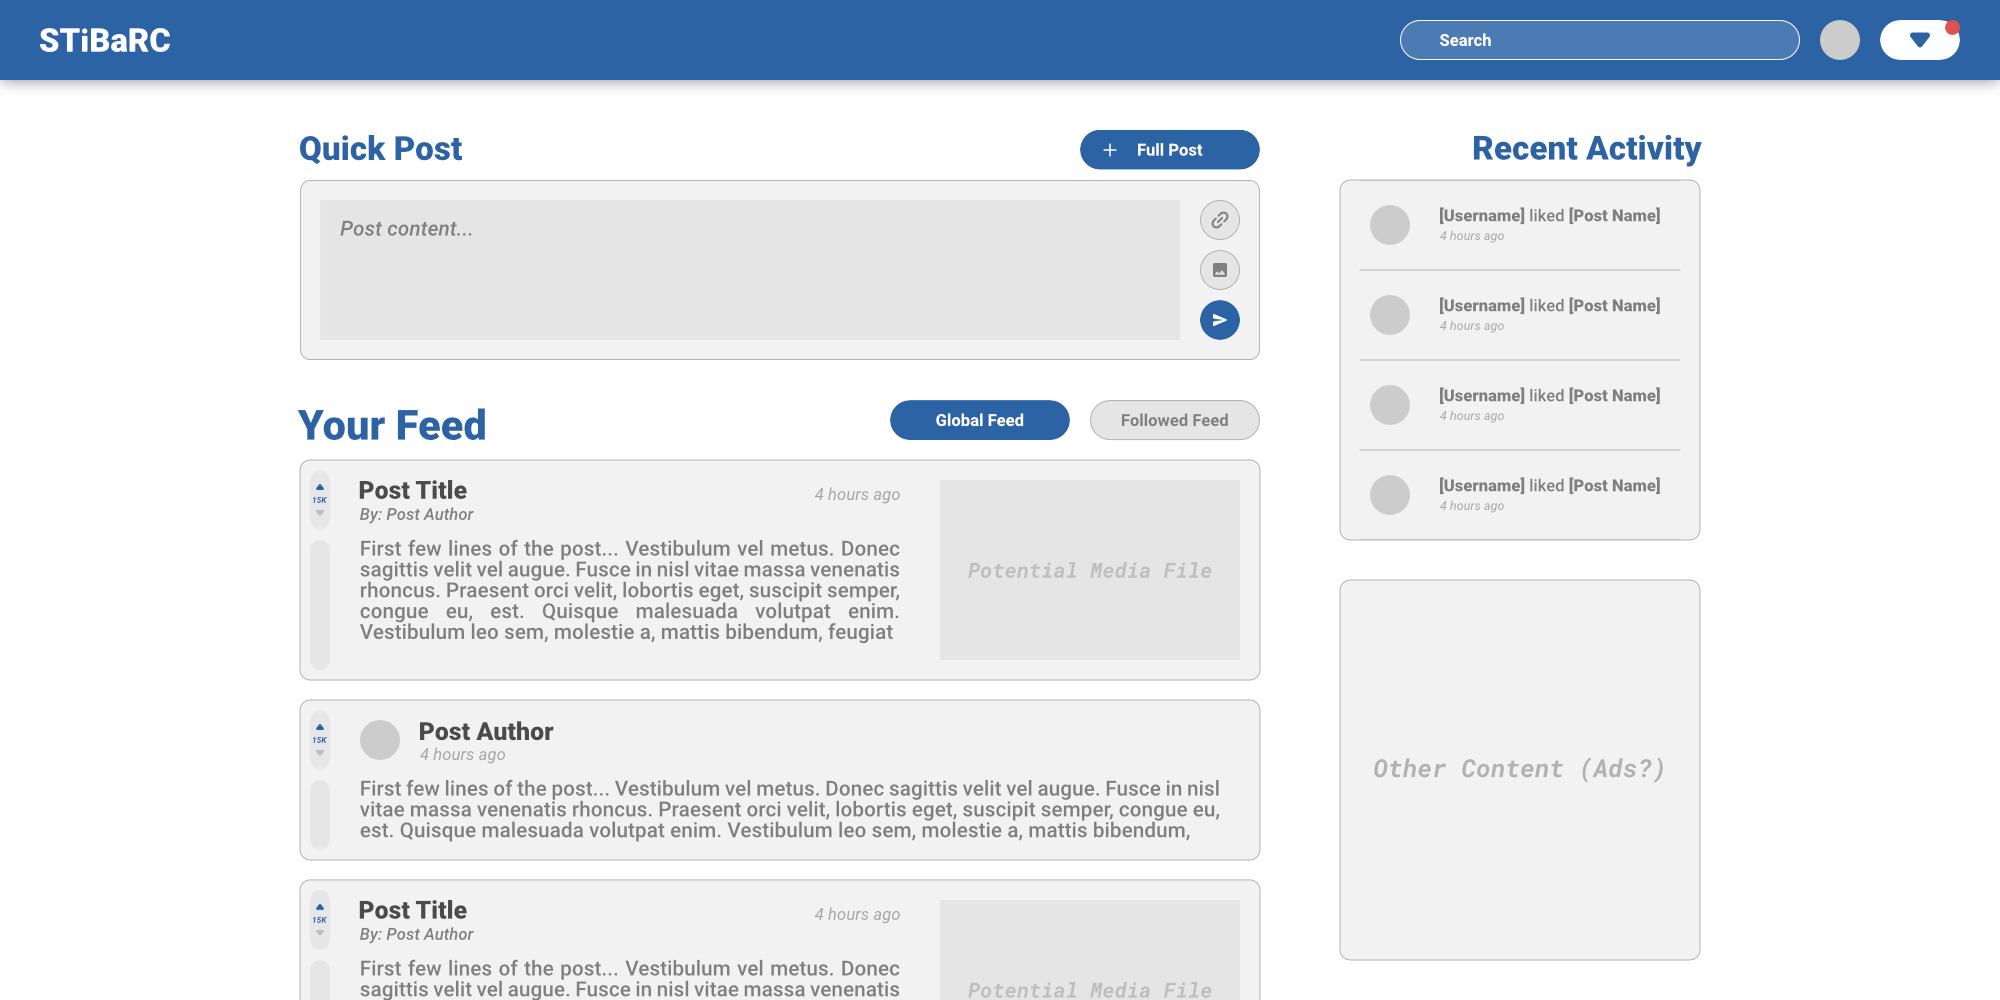 STiBaRC
Search
Quick Post
Full Post
Post content...
Your Feed
Global Feed
Followed Feed
15K
Post Title
4 hours ago
By: Post Author
First few lines of the post... Vestibulum vel metus. Donec
sagittis velit vel augue. Fusce in nisl vitae massa venenatis
rhoncus. Praesent orci velit, lobortis eget, suscipit semper,
congue eu, est. Quisque malesuada volutpat enim.
Vestibulum leo sem, molestie a, mattis bibendum, feugiat
Potential Media File
15K
Post Author
4 hours ago
First few lines of the post... Vestibulum vel metus. Donec sagittis velit vel augue. Fusce in nisl
vitae massa venenatis rhoncus. Praesent orci velit, lobortis eget, suscipit semper, congue eu,
est. Quisque malesuada volutpat enim. Vestibulum leo sem, molestie a, mattis bibendum,
15K
Post Title
4 hours ago
By: Post Author
First few lines of the post... Vestibulum vel metus. Donec
sagittis velit vel augue. Fusce in nisl vitae massa venenatis
Potential Media File
Recent Activity
[Username] liked [Post Name]
4 hours ago
[Username] liked [Post Name]
4 hours ago
[Username] liked [Post Name]
4 hours ago
[Username] liked [Post Name]
4 hours ago
Other Content (Ads?)